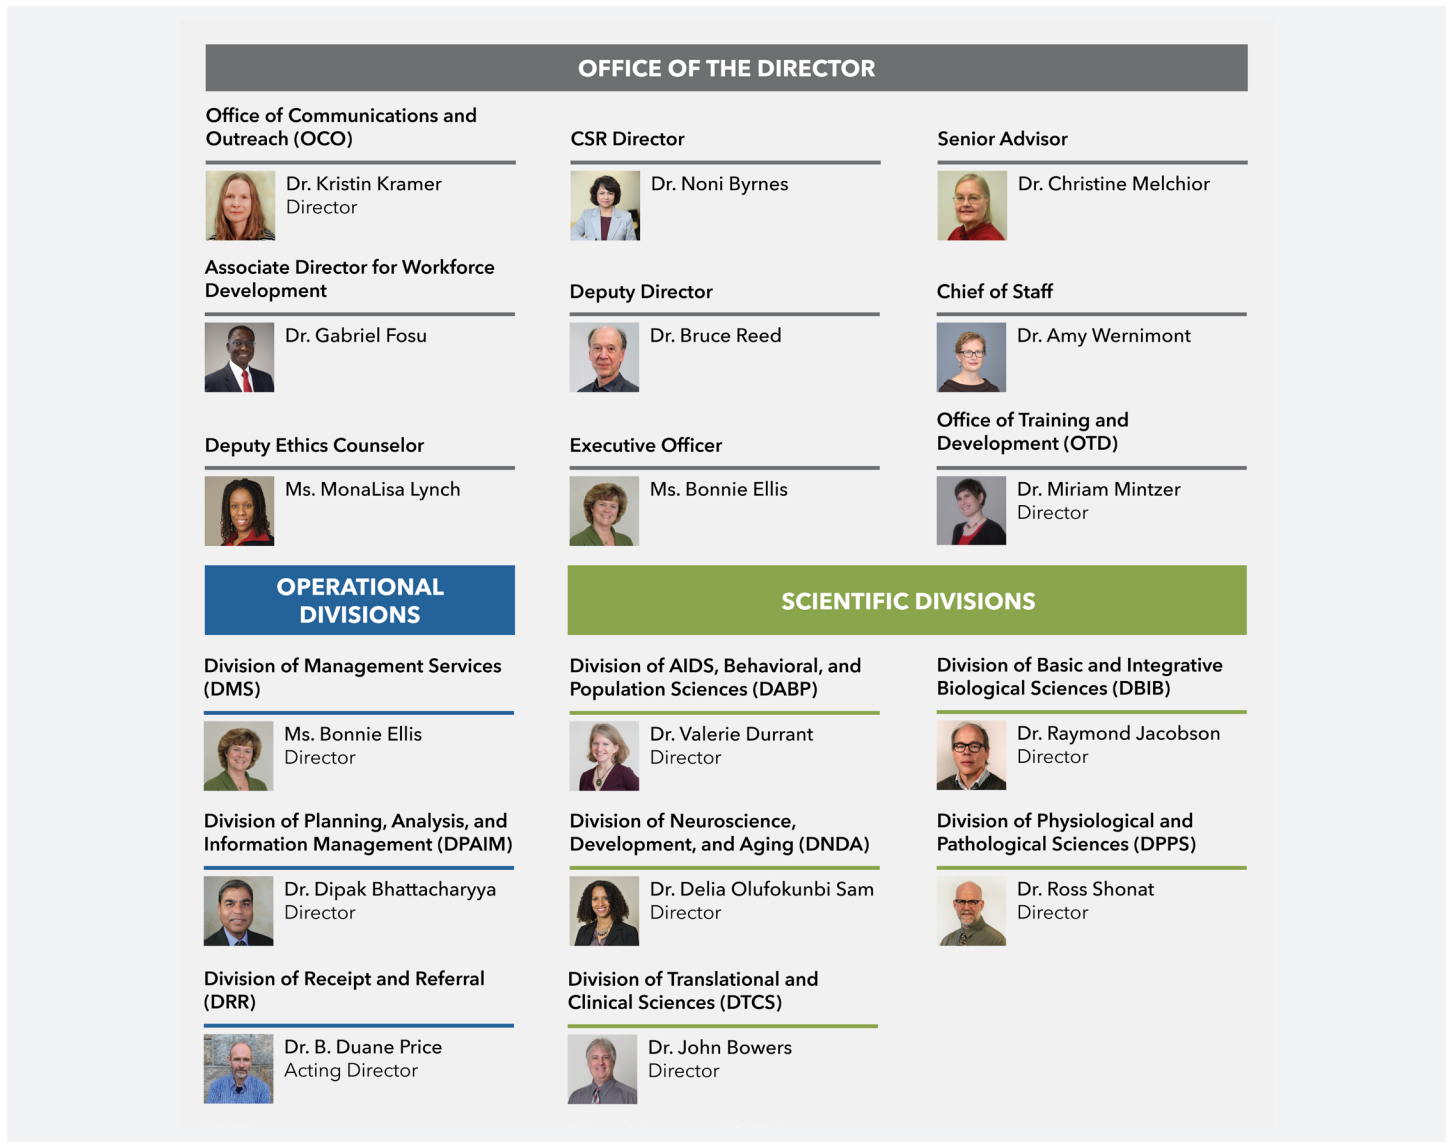 OFFICE OF THE DIRECTOR
Office of Communications and
Outreach (OCO)
Dr. Kristin Kramer
Director
CSR Director
Dr. Noni Byrnes
Senior Advisor
Dr. Christine Melchior
Associate Director for Workforce
Development
Dr. Gabriel Fosu
Deputy Director
Dr. Bruce Reed
Chief of Staff
Dr. Amy Wernimont
Deputy Ethics Counselor
Ms. MonaLisa Lynch
Executive Officer
Ms. Bonnie Ellis
Office of Training and
Development (OTD)
Dr. Miriam Mintzer
Director
OPERATIONAL
DIVISIONS
Division of Management Services
(DMS)
Ms. Bonnie Ellis
Director
Division of Planning, Analysis, and
Information Management (DPAIM)
Dr. Dipak Bhattacharyya
Director
Division of Receipt and Referral
(DRR)
Dr. B. Duane Price
Acting Director
SCIENTIFIC DIVISIONS
Division of AIDS, Behavioral, and
Population Sciences (DABP)
Dr. Valerie Durrant
Director
Division of Basic and Integrative
Biological Sciences (DBIB)
Dr. Raymond Jacobson
Director
Division of Neuroscience,
Development, and Aging (DNDA)
Dr. Delia Olufokunbi Sam
Director
Division of Physiological and
Pathological Sciences (DPPS)
Dr. Ross Shonat
Director
Division of Translational and
Clinical Sciences (DTCS)
Dr. John Bowers
Director